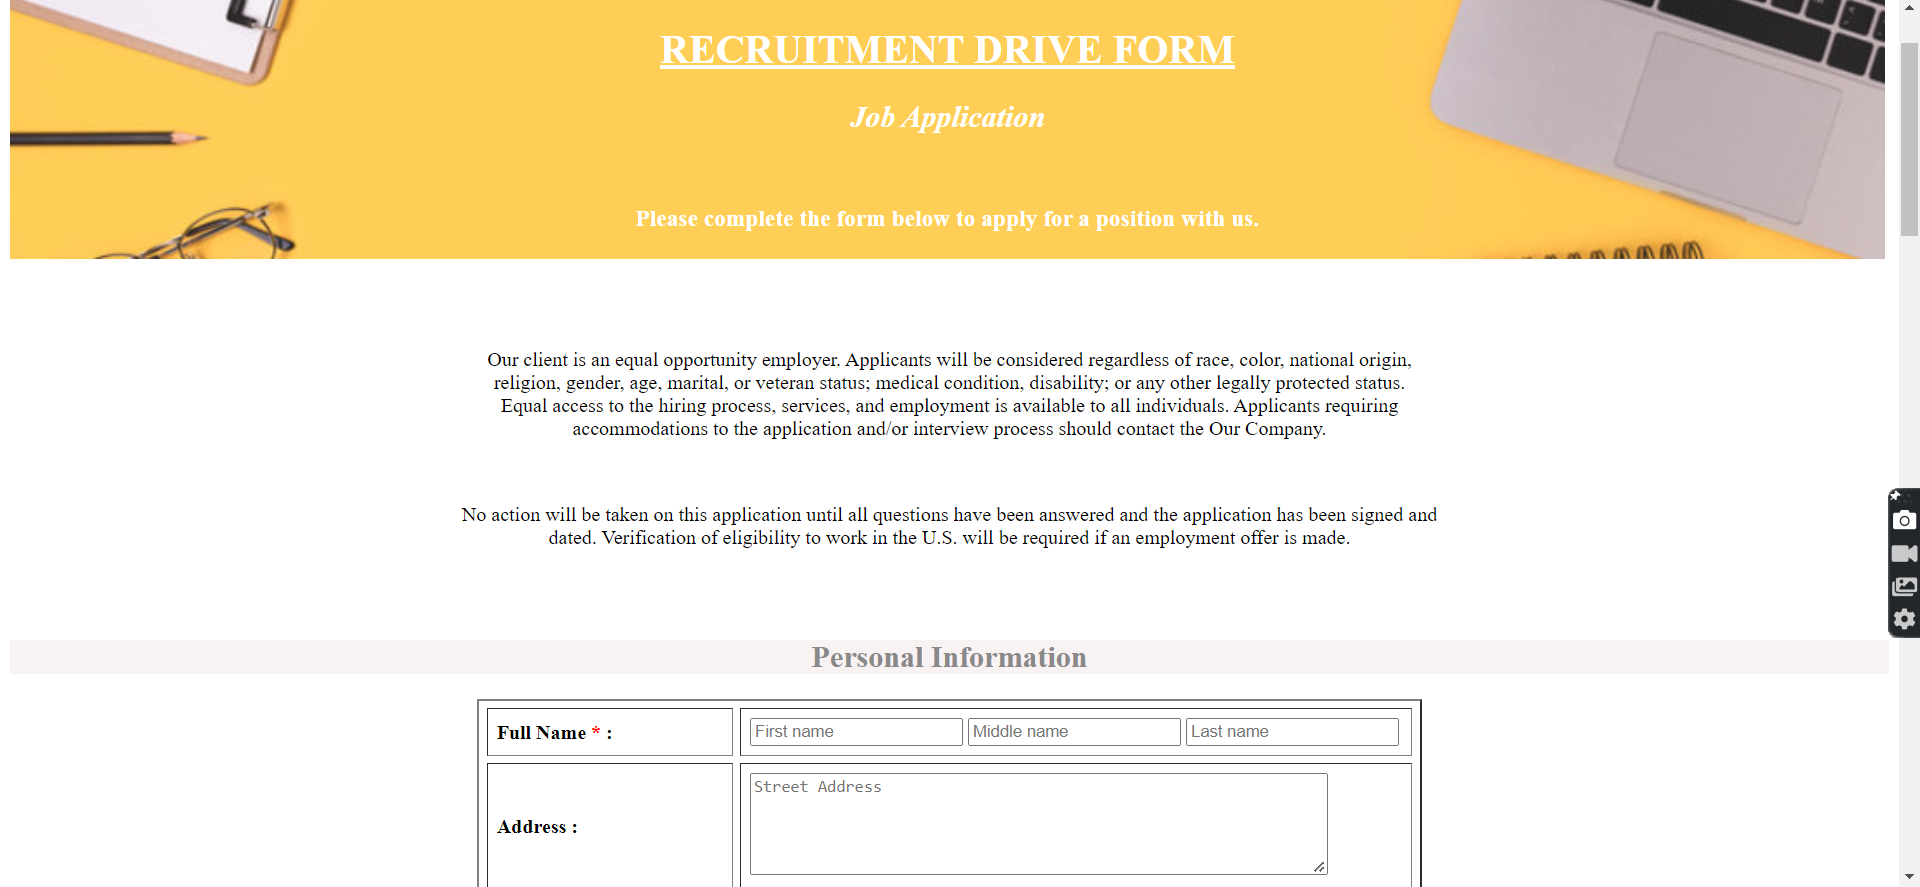 RECRUITMENT DRIVE FORM
Job Application
Please complete the form below to apply for a position with us.
Our client is an equal opportunity employer. Applicants will be considered regardless of race, color, national origin,
religion, gender, age, marital, or veteran status; medical condition, disability; or any other legally protected status.
Equal access to the hiring process, services, and employment is available to all individuals. Applicants requiring
accommodations to the application and/or interview process should contact the Our Company.
No action will be taken on this application until all questions have been answered and the application has been signed and
dated. Verification of eligibility to work in the U.S. will be required if an employment offer is made.
Personal Information
Full Name * : First name Middle name Last name
Address : Street Address